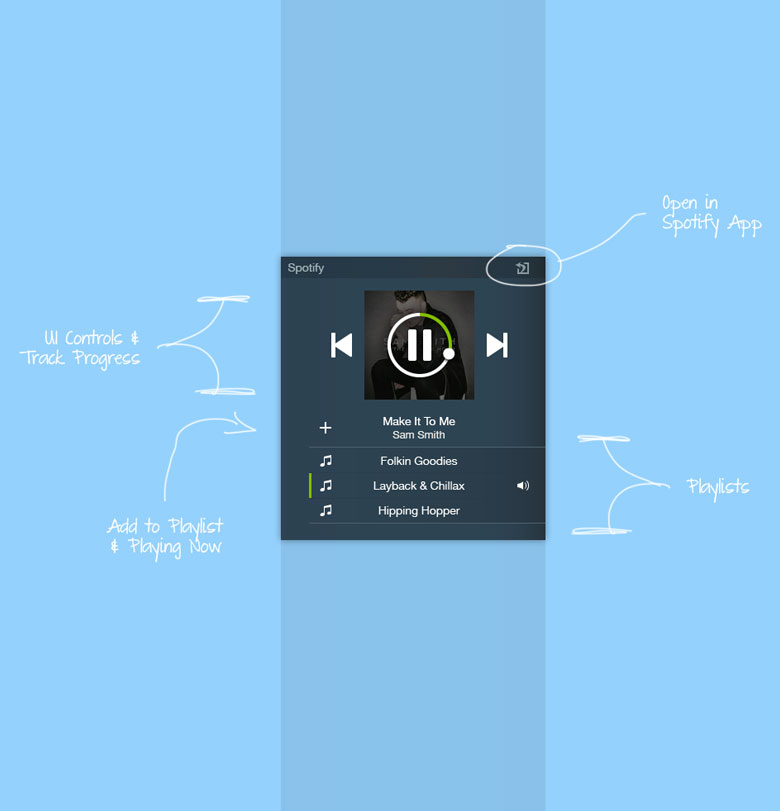 Open in
Spotify App
Spotify
UI Controls &
Track Progress
Make It To Me
Sam Smith
Folkin Goodies
Layback & Chillax
Hipping Hopper
Playlists
Add to Playlist
& Playing Now